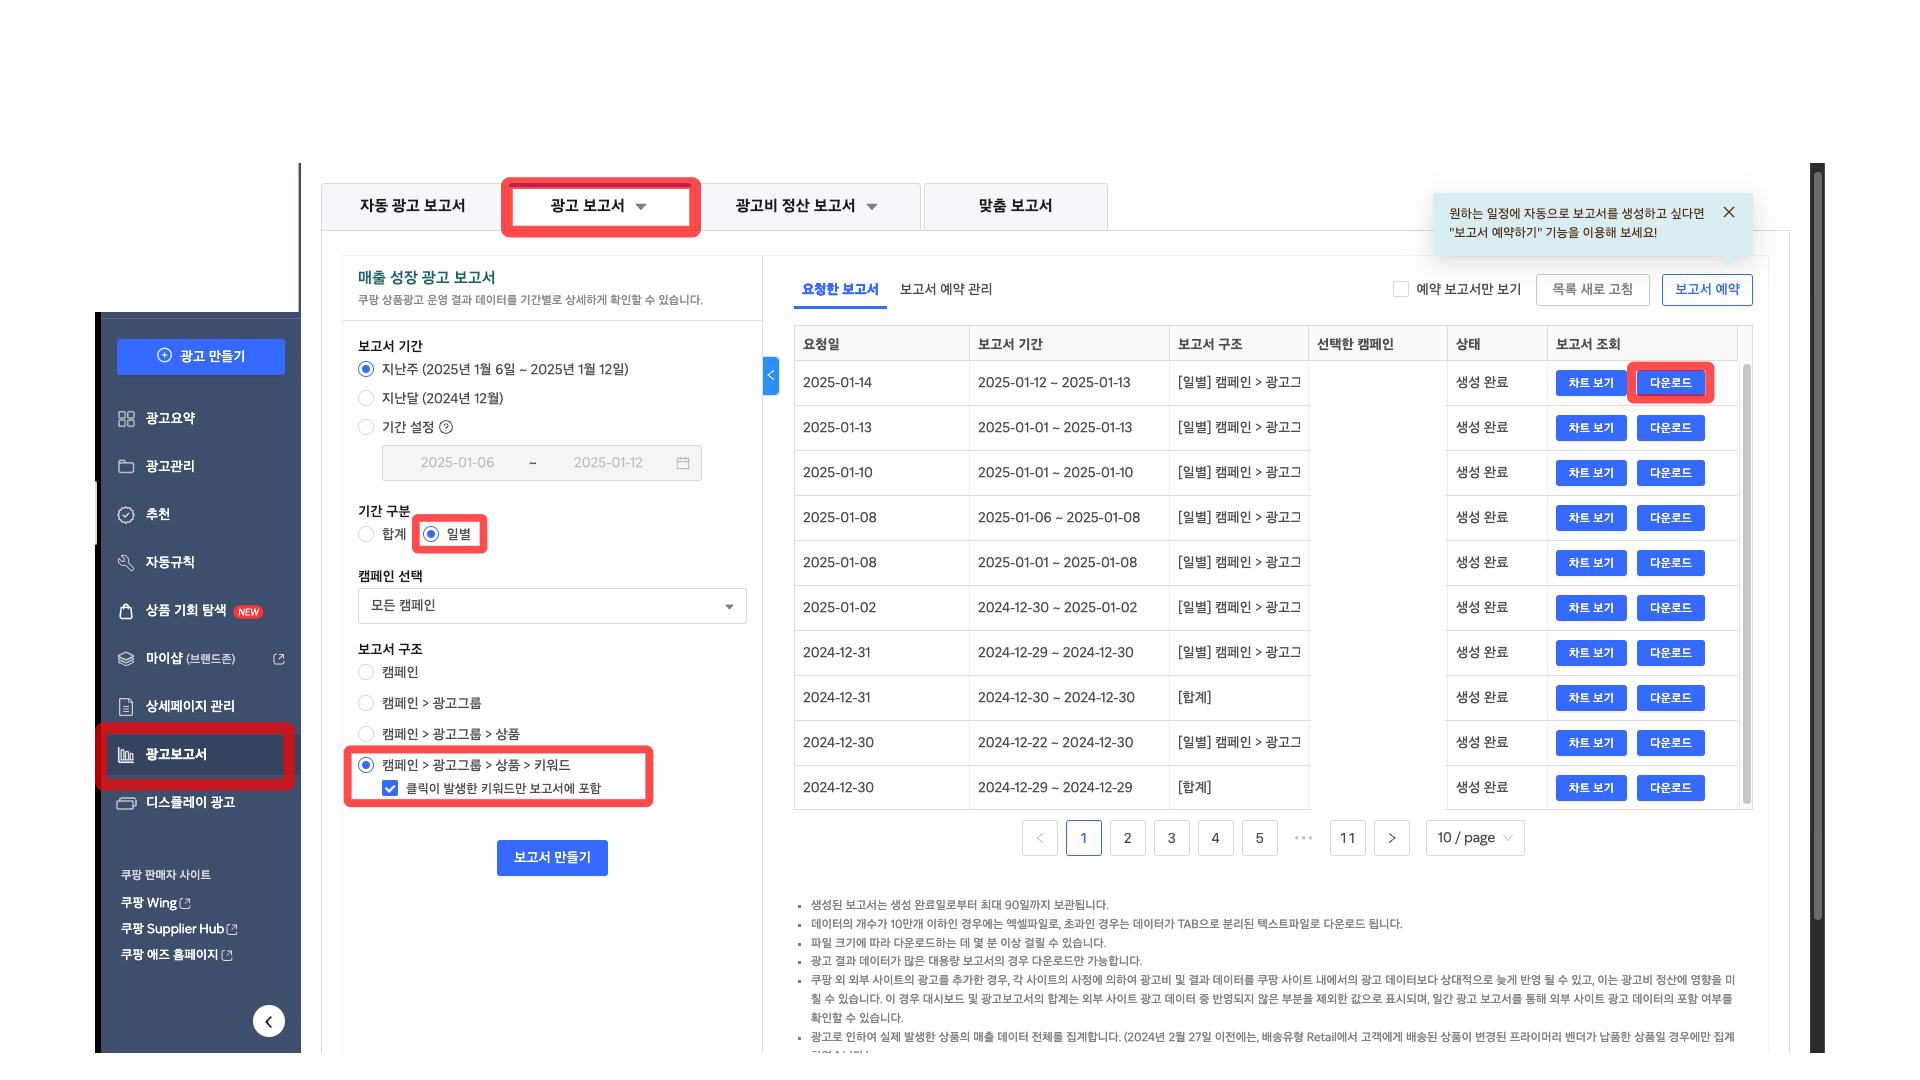 광고 만들기
광고요약
광고관리
추천
자동규칙
상품 기회 탐색 NEW
마이샵 (브랜드존)
상세페이지 관리
광고보고서
디스플레이 광고
쿠팡 판매자 사이트
쿠팡 Wing
쿠팡 Supplier Hub
쿠팡 애즈 홈페이지
자동 광고 보고서
광고 보고서
광고비 정산 보고서
맞춤 보고서
원하는 일정에 자동으로 보고서를 생성하고 싶다면
"보고서 예약하기" 기능을 이용해 보세요!
매출 성장 광고 보고서
쿠팡 상품광고 운영 결과 데이터를 기간별로 상세하게 확인할 수 있습니다.
보고서 기간
지난주 (2025년 1월 6일 ~ 2025년 1월 12일)
지난달 (2024년 12월)
기간 설정 ?
2025-01-06 ~ 2025-01-12
기간 구분
합계 일별
캠페인 선택
모든 캠페인
보고서 구조
캠페인
캠페인 > 광고그룹
캠페인 > 광고그룹 > 상품
캠페인 > 광고그룹 > 상품 > 키워드
클릭이 발생한 키워드만 보고서에 포함
보고서 만들기
요청한 보고서 보고서 예약 관리 예약 보고서만 보기 목록 새로 고침 보고서 예약
요청일 보고서 기간 보고서 구조 선택한 캠페인 상태 보고서 조회
2025-01-14 2025-01-12 ~ 2025-01-13 [일별] 캠페인 > 광고그 생성 완료 차트 보기 다운로드
2025-01-13 2025-01-01 ~ 2025-01-13 [일별] 캠페인 > 광고그 생성 완료 차트 보기 다운로드
2025-01-10 2025-01-01 ~ 2025-01-10 [일별] 캠페인 > 광고그 생성 완료 차트 보기 다운로드
2025-01-08 2025-01-06 ~ 2025-01-08 [일별] 캠페인 > 광고그 생성 완료 차트 보기 다운로드
2025-01-08 2025-01-01 ~ 2025-01-08 [일별] 캠페인 > 광고그 생성 완료 차트 보기 다운로드
2025-01-02 2024-12-30 ~ 2025-01-02 [일별] 캠페인 > 광고그 생성 완료 차트 보기 다운로드
2024-12-31 2024-12-29 ~ 2024-12-30 [일별] 캠페인 > 광고그 생성 완료 차트 보기 다운로드
2024-12-31 2024-12-30 ~ 2024-12-30 [합계] 생성 완료 차트 보기 다운로드
2024-12-30 2024-12-22 ~ 2024-12-30 [일별] 캠페인 > 광고그 생성 완료 차트 보기 다운로드
2024-12-30 2024-12-29 ~ 2024-12-29 [합계] 생성 완료 차트 보기 다운로드
< 1 2 3 4 5 ••• 11 > 10 / page
• 생성된 보고서는 생성 완료일로부터 최대 90일까지 보관됩니다.
• 데이터의 개수가 10만개 이하인 경우에는 엑셀파일로, 초과인 경우는 데이터가 TAB으로 분리된 텍스트파일로 다운로드 됩니다.
• 파일 크기에 따라 다운로드하는 데 몇 분 이상 걸릴 수 있습니다.
• 광고 결과 데이터가 많은 대용량 보고서의 경우 다운로드만 가능합니다.
• 쿠팡 외 외부 사이트의 광고를 추가한 경우, 각 사이트의 사정에 의하여 광고비 및 결과 데이터를 쿠팡 사이트 내에서의 광고 데이터보다 상대적으로 늦게 반영 될 수 있고, 이는 광고비 정산에 영향을 미
칠 수 있습니다. 이 경우 대시보드 및 광고보고서의 합계는 외부 사이트 광고 데이터 중 반영되지 않은 부분을 제외한 값으로 표시되며, 일간 광고 보고서를 통해 외부 사이트 광고 데이터의 포함 여부를
확인할 수 있습니다.
• 광고로 인하여 실제 발생한 상품의 매출 데이터 전체를 집계합니다. (2024년 2월 27일 이전에는, 배송유형 Retail에서 고객에게 배송된 상품이 변경된 프라이머리 벤더가 납품한 상품일 경우에만 집계